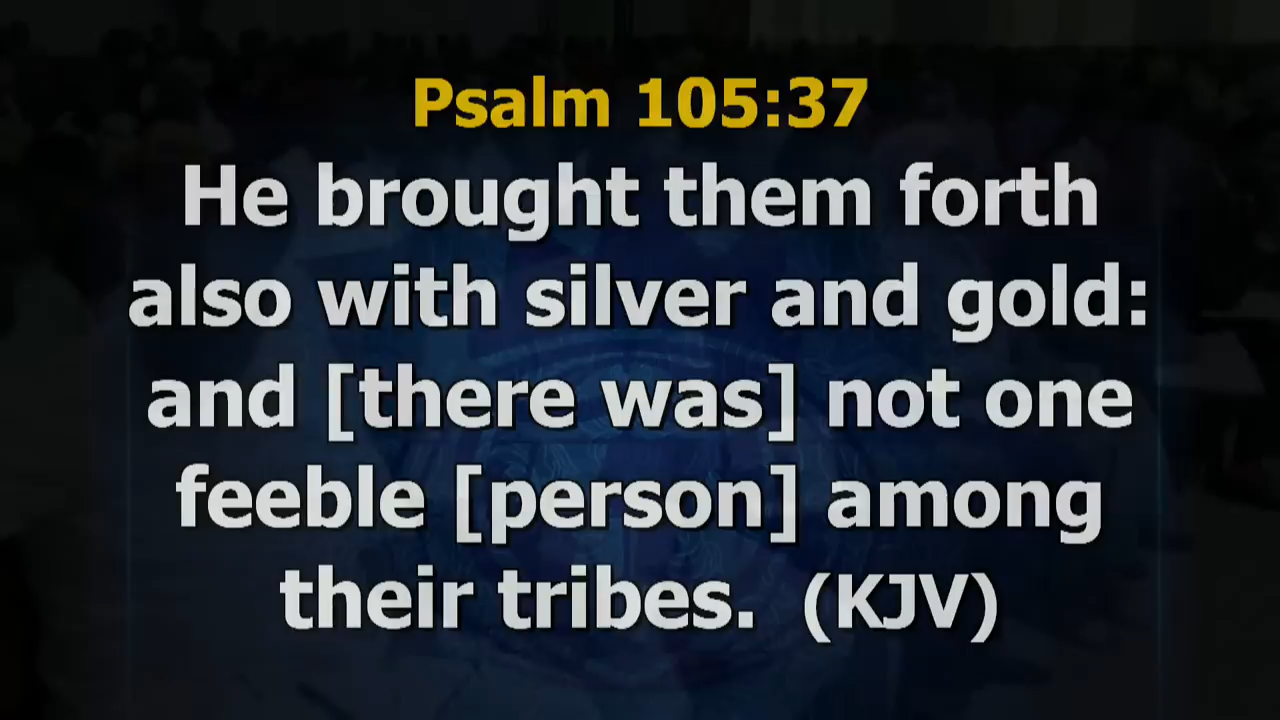 Psalm 105:37
He brought them forth
also with silver and gold:
and [there was] not one
feeble [person] among
their tribes. (KJV)